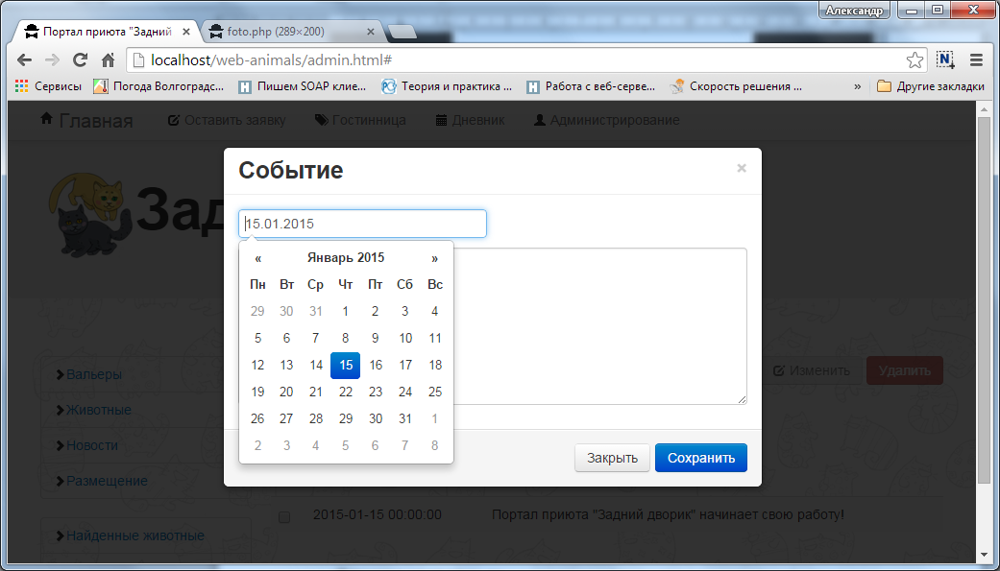 Александр
Портал приюта "Задний
foto.php (289×200)
localhost/web-animals/admin.html#
Сервисы Погода Волгоградс... Пишем SOAP клие... Теория и практика ... Работа с веб-серве... Скорость решения ... » Другие закладки
Главная Оставить заявку Гостинница Дневник Администрирование
Событие ×
Зад
15.01.2015
« Январь 2015 »
Пн Вт Ср Чт Пт Сб Вс
29 30 31 1 2 3 4
5 6 7 8 9 10 11
12 13 14 15 16 17 18
19 20 21 22 23 24 25
26 27 28 29 30 31 1
2 3 4 5 6 7 8
Вальеры
Животные
Новости
Размещение
Найденные животные
Изменить Удалить
Закрыть Сохранить
2015-01-15 00:00:00 Портал приюта "Задний дворик" начинает свою работу!